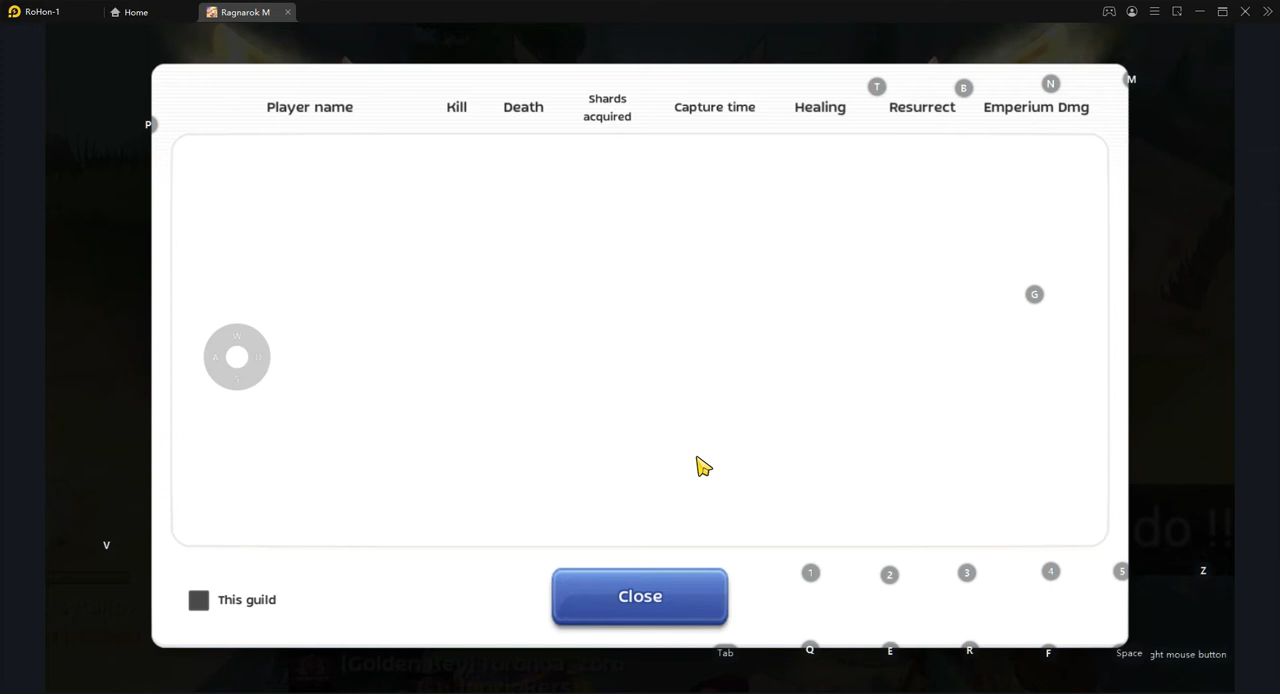 RoHon-1
Home
Ragnarok M
Player name
Kill
Death
Shards
acquired
Capture time
Healing
Resurrect
Emperium Dmg
T
B
N
M
P
G
W
A
D
V
do !!
1
2
3
4
5
Z
This guild
Close
Tab
Q
E
R
F
Space
ght mouse button